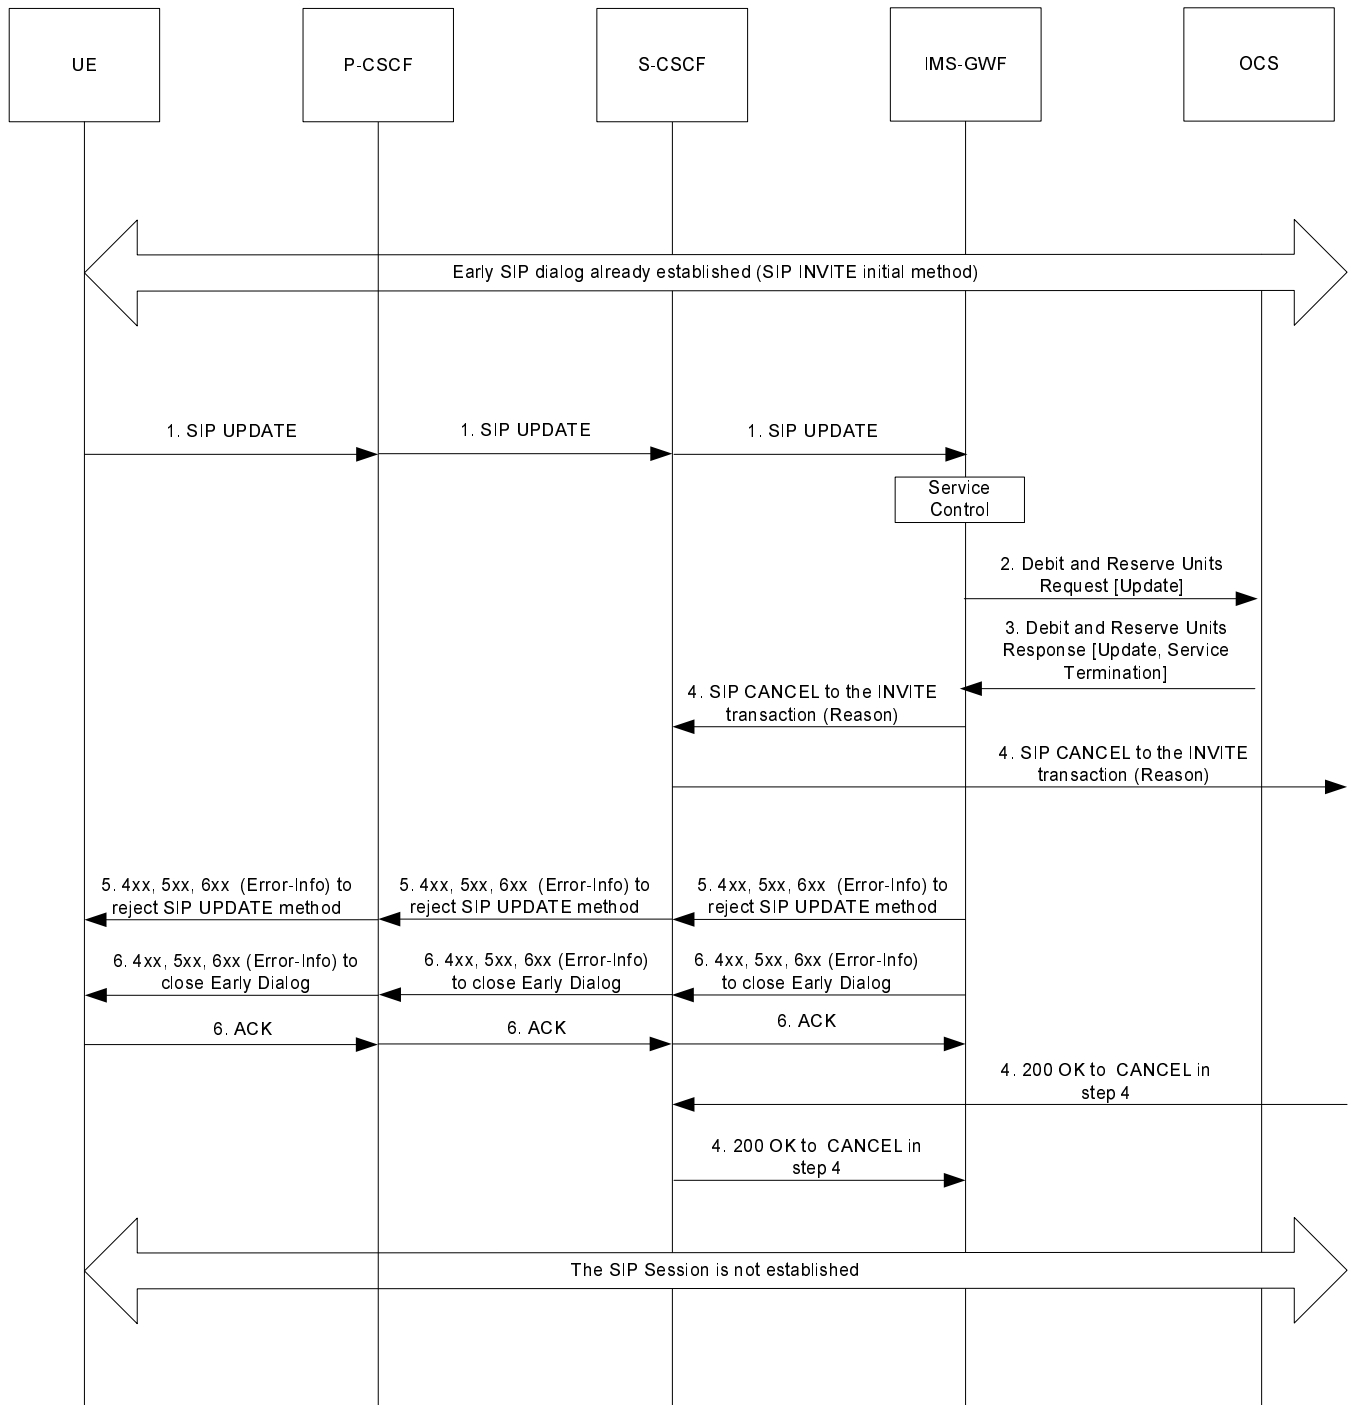 UE
P-CSCF
S-CSCF
IMS-GWF
OCS
Early SIP dialog already established (SIP INVITE initial method)
1. SIP UPDATE
1. SIP UPDATE
1. SIP UPDATE
Service
Control
2. Debit and Reserve Units
Request [Update]
3. Debit and Reserve Units
Response [Update, Service
Termination]
4. SIP CANCEL to the INVITE
transaction (Reason)
4. SIP CANCEL to the INVITE
transaction (Reason)
5. 4xx, 5xx, 6xx (Error-Info) to
reject SIP UPDATE method
5. 4xx, 5xx, 6xx (Error-Info) to
reject SIP UPDATE method
5. 4xx, 5xx, 6xx (Error-Info) to
reject SIP UPDATE method
6. 4xx, 5xx, 6xx (Error-Info) to
close Early Dialog
6. 4xx, 5xx, 6xx (Error-Info)
to close Early Dialog
6. 4xx, 5xx, 6xx (Error-Info)
to close Early Dialog
6. ACK
6. ACK
6. ACK
4. 200 OK to CANCEL in
step 4
4. 200 OK to CANCEL in
step 4
The SIP Session is not established